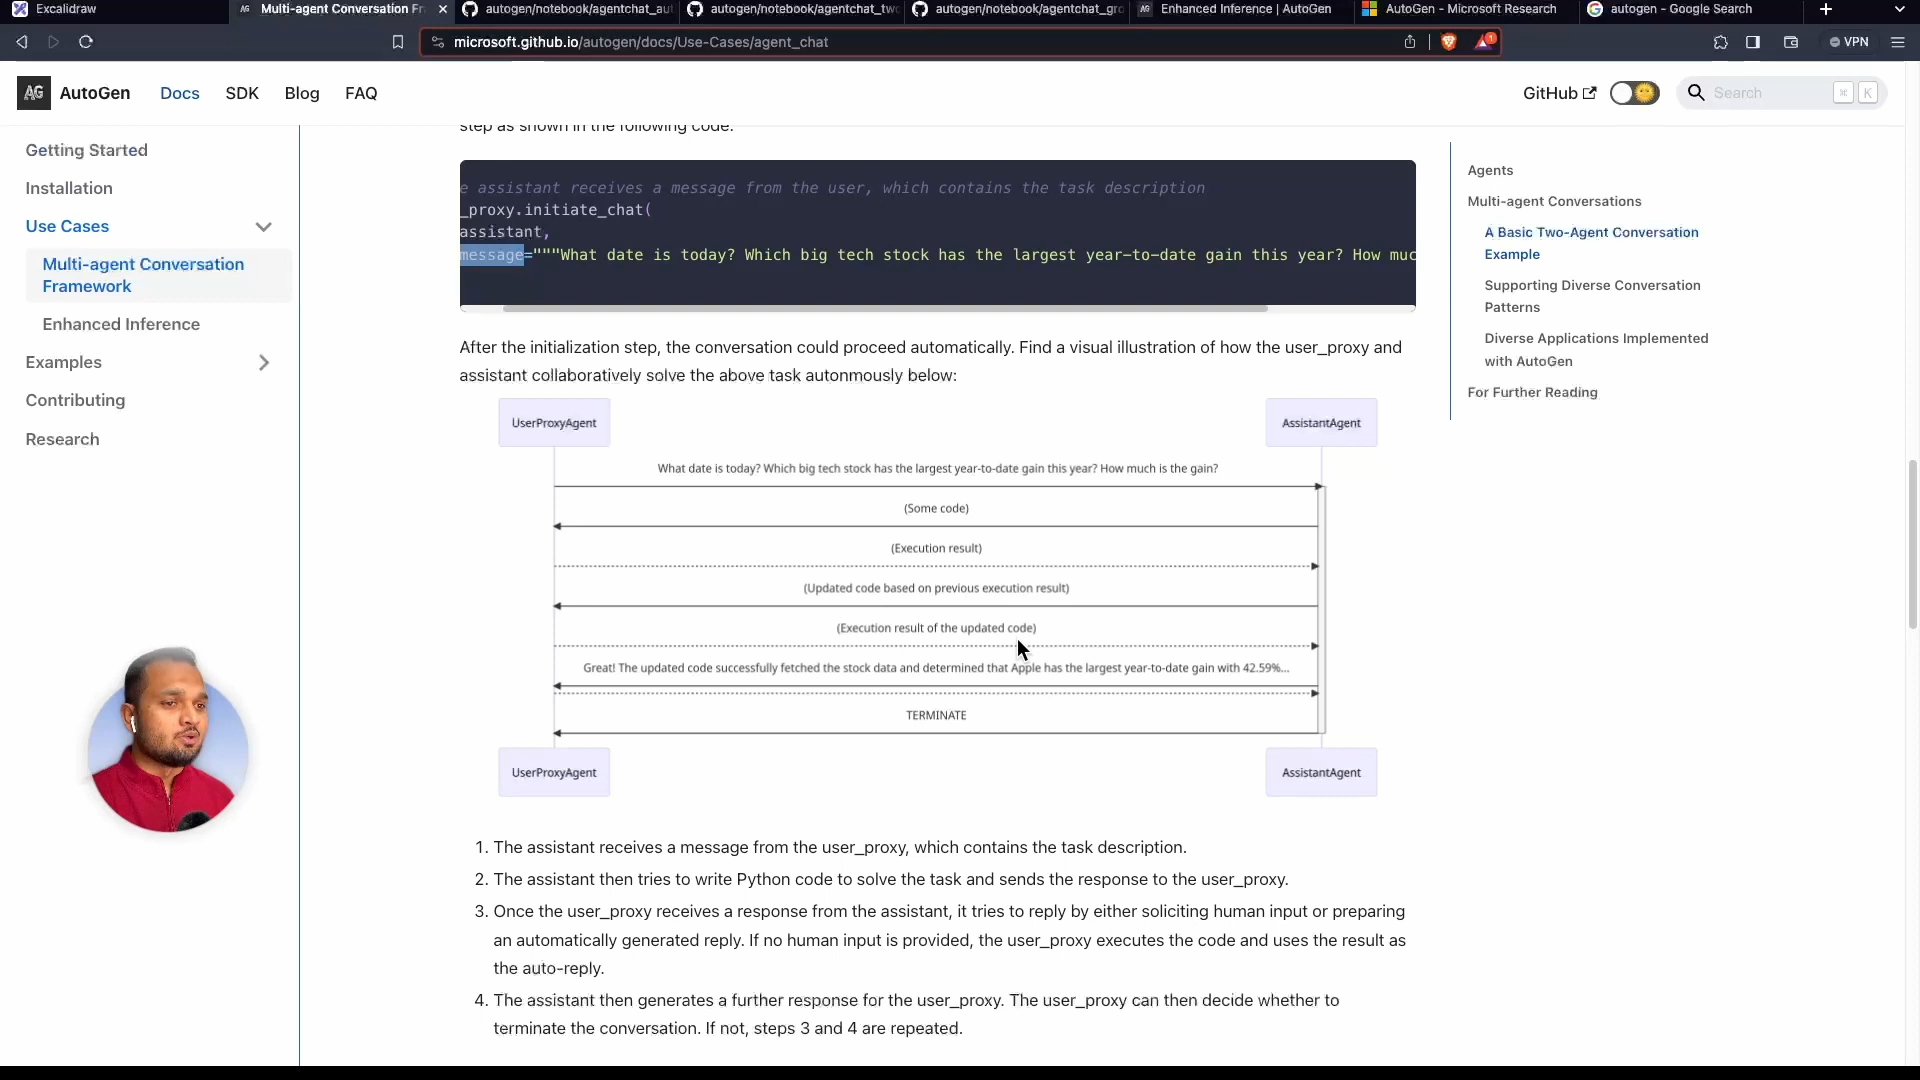 Excalidraw
Multi-agent Conversation Fr
autogen/notebook/agentchat_au
autogen/notebook/agentchat_tw
autogen/notebook/agentchat_gr
Enhanced Inference | AutoGen
AutoGen - Microsoft Research
autogen - Google Search
microsoft.github.io/autogen/docs/Use-Cases/agent_chat
1
VPN
AG
AutoGen
Docs
SDK
Blog
FAQ
GitHub
Search
⌘
K
Getting Started
Installation
Use Cases
Multi-agent Conversation
Framework
Enhanced Inference
Examples
Contributing
Research
step as shown in the following code.
e assistant receives a message from the user, which contains the task description
_proxy.initiate_chat(
assistant,
message="""What date is today? Which big tech stock has the largest year-to-date gain this year? How muc
After the initialization step, the conversation could proceed automatically. Find a visual illustration of how the user_proxy and
assistant collaboratively solve the above task autonmously below:
UserProxyAgent
AssistantAgent
What date is today? Which big tech stock has the largest year-to-date gain this year? How much is the gain?
(Some code)
(Execution result)
(Updated code based on previous execution result)
(Execution result of the updated code)
Great! The updated code successfully fetched the stock data and determined that Apple has the largest year-to-date gain with 42.59%...
TERMINATE
UserProxyAgent
AssistantAgent
1. The assistant receives a message from the user_proxy, which contains the task description.
2. The assistant then tries to write Python code to solve the task and sends the response to the user_proxy.
3. Once the user_proxy receives a response from the assistant, it tries to reply by either soliciting human input or preparing
an automatically generated reply. If no human input is provided, the user_proxy executes the code and uses the result as
the auto-reply.
4. The assistant then generates a further response for the user_proxy. The user_proxy can then decide whether to
terminate the conversation. If not, steps 3 and 4 are repeated.
Agents
Multi-agent Conversations
A Basic Two-Agent Conversation
Example
Supporting Diverse Conversation
Patterns
Diverse Applications Implemented
with AutoGen
For Further Reading